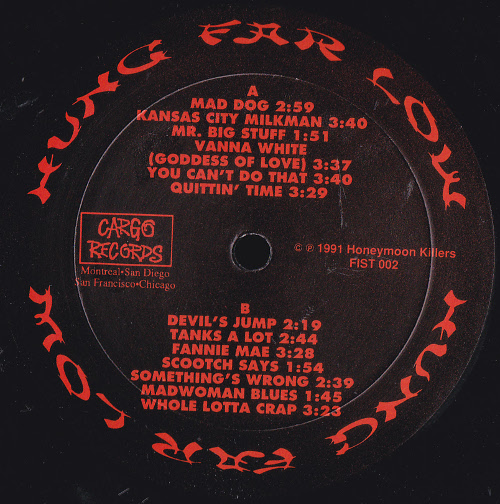 HUNG FAR LOW
A
MAD DOG 2:59
KANSAS CITY MILKMAN 3:40
MR. BIG STUFF 1:51
VANNA WHITE
(GODDESS OF LOVE) 3:37
YOU CAN'T DO THAT 3:40
QUITTIN' TIME 3:29
CARGO
RECORDS
Montreal•San Diego
San Francisco•Chicago
© ℗ 1991 Honeymoon Killers
FIST 002
B
DEVIL'S JUMP 2:19
TANKS A LOT 2:44
FANNIE MAE 3:28
SCOOTCH SAYS 1:54
SOMETHING'S WRONG 2:39
MADWOMAN BLUES 1:45
WHOLE LOTTA CRAP 3:23
HUNG FAR LOW